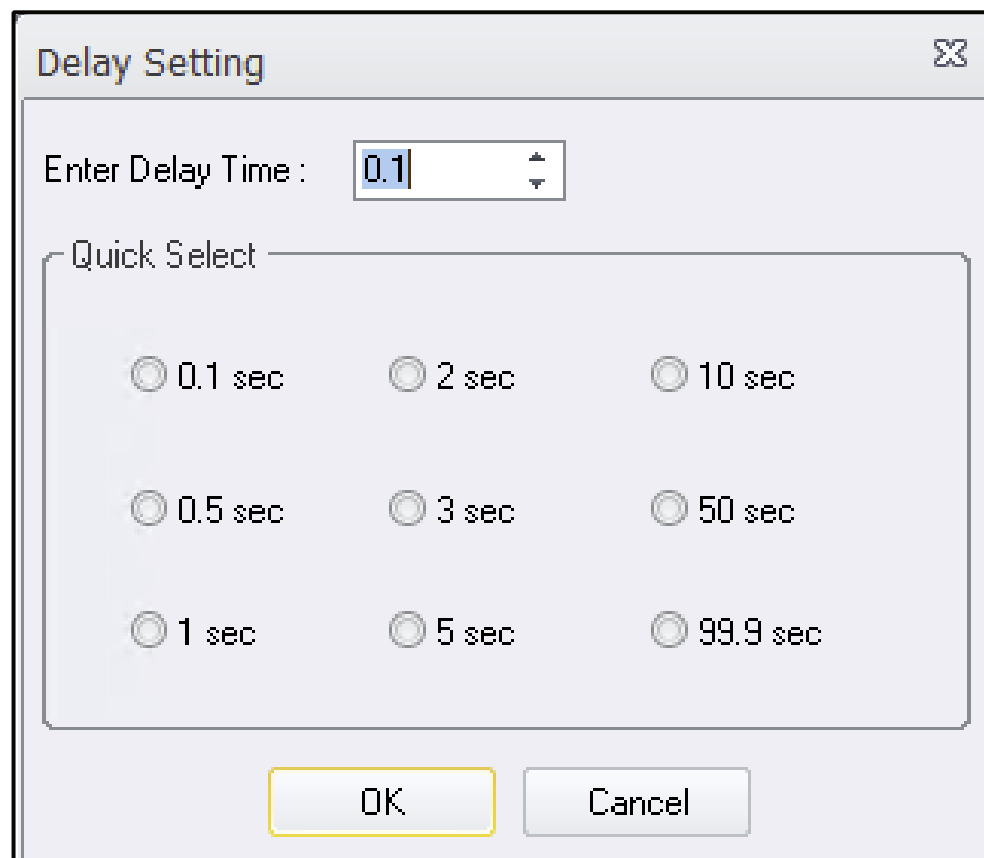 Delay Setting
Enter Delay Time :
0.1
Quick Select
0.1 sec 2 sec 10 sec
0.5 sec 3 sec 50 sec
1 sec 5 sec 99.9 sec
OK Cancel